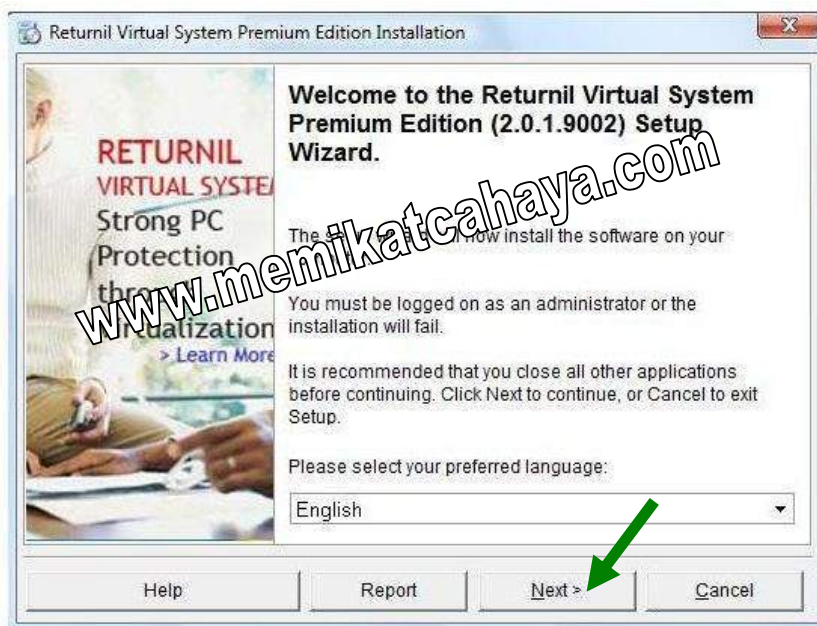 Returnil Virtual System Premium Edition Installation
RETURNIL
VIRTUAL SYSTE
Strong PC
Protection
through
Virtualization
> Learn More
Welcome to the Returnil Virtual System
Premium Edition (2.0.1.9002) Setup
Wizard.
www.memikatcahaya.com
The now install the software on your
You must be logged on as an administrator or the
installation will fail.
It is recommended that you close all other applications
before continuing. Click Next to continue, or Cancel to exit
Setup.
Please select your preferred language:
English
Help
Report
Next >
Cancel